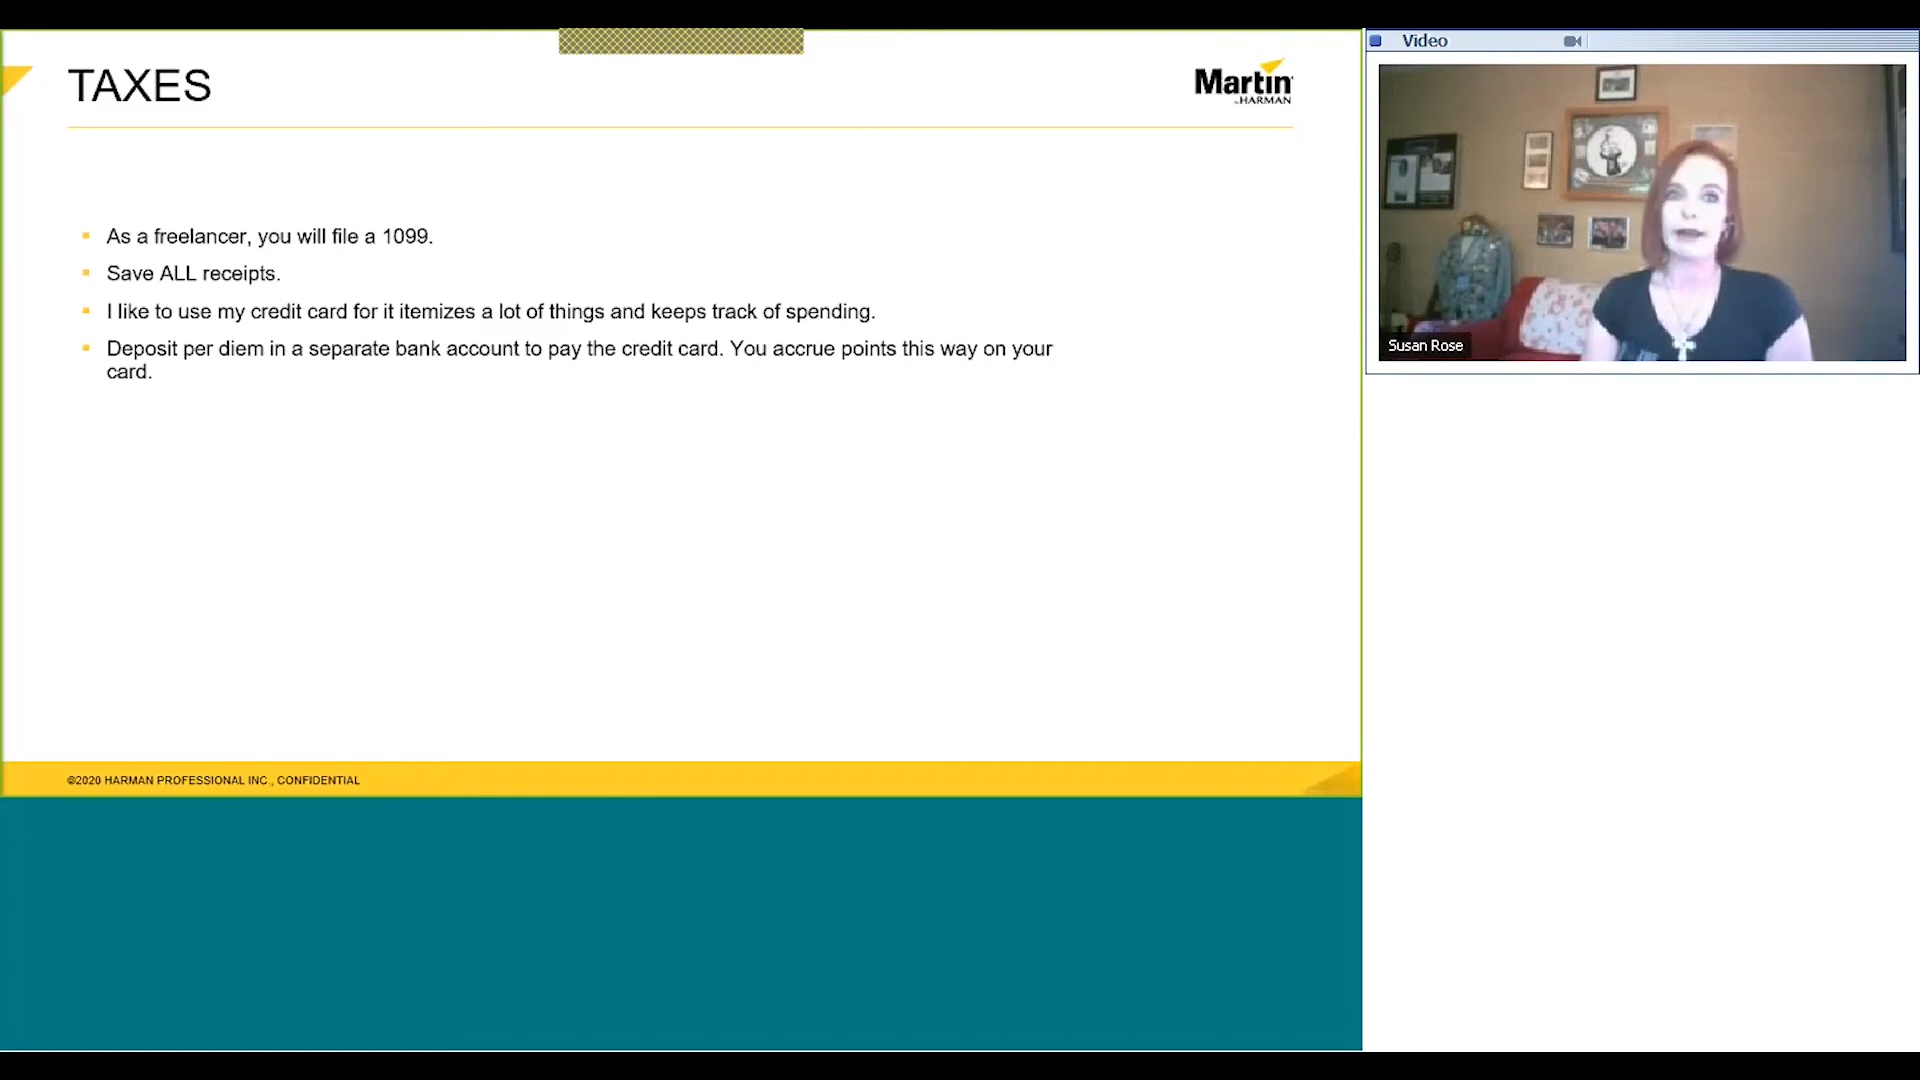 TAXES
Martin
by HARMAN
As a freelancer, you will file a 1099.
Save ALL receipts.
I like to use my credit card for it itemizes a lot of things and keeps track of spending.
Deposit per diem in a separate bank account to pay the credit card. You accrue points this way on your
card.
©2020 HARMAN PROFESSIONAL INC., CONFIDENTIAL
Video
Susan Rose